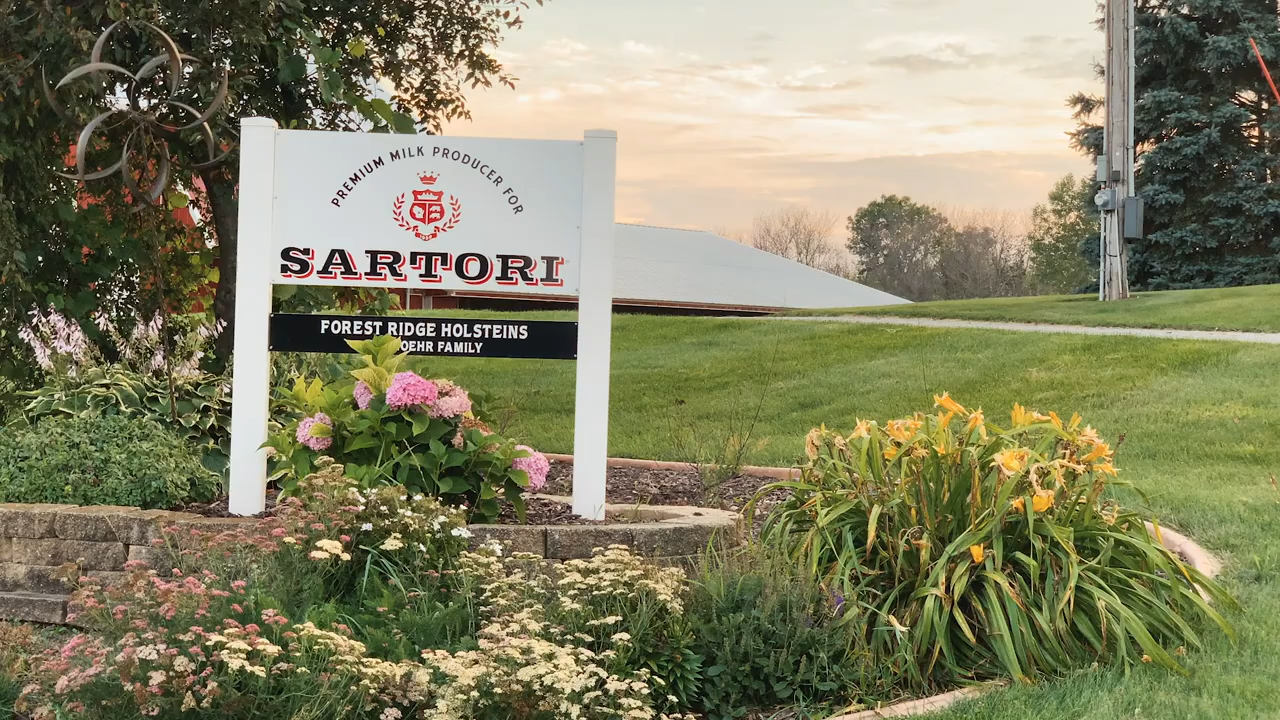 PREMIUM MILK PRODUCER FOR
SARTORI
FOREST RIDGE HOLSTEINS
FAMILY